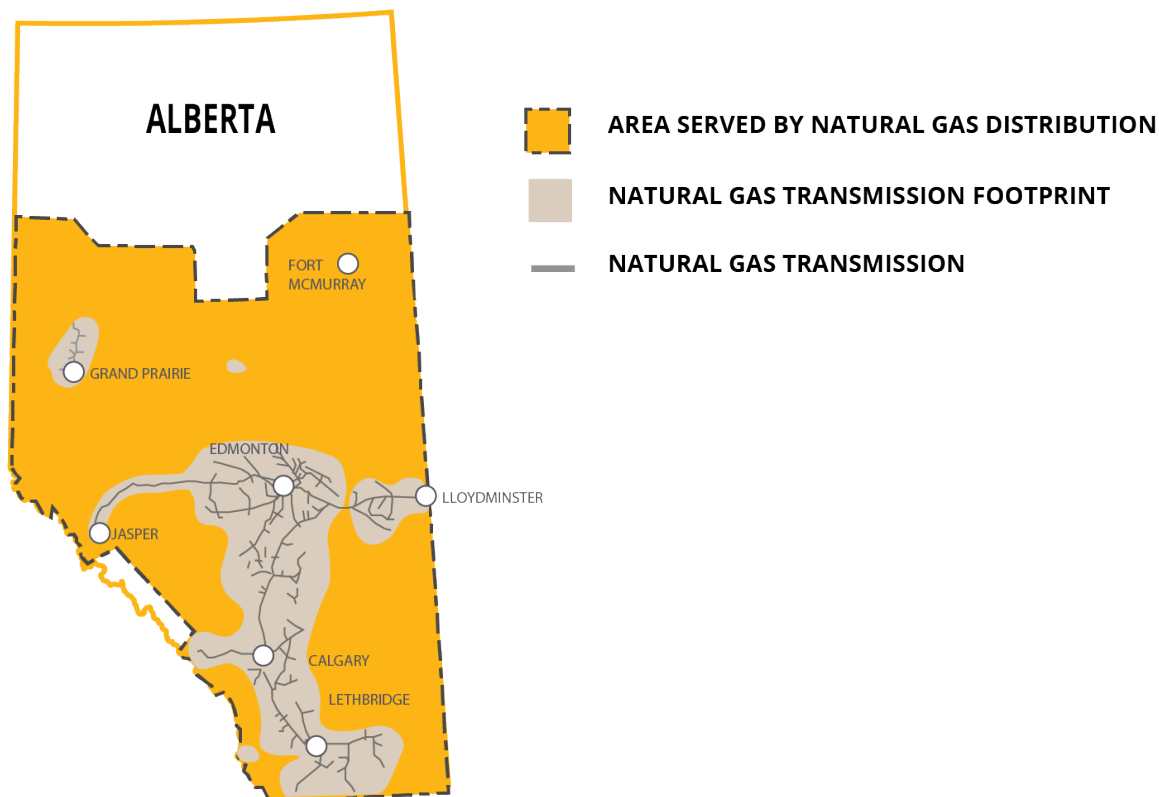 ALBERTA
AREA SERVED BY NATURAL GAS DISTRIBUTION
NATURAL GAS TRANSMISSION FOOTPRINT
NATURAL GAS TRANSMISSION
FORT
MCMURRAY
GRAND PRAIRIE
EDMONTON
LLOYDMINSTER
JASPER
CALGARY
LETHBRIDGE